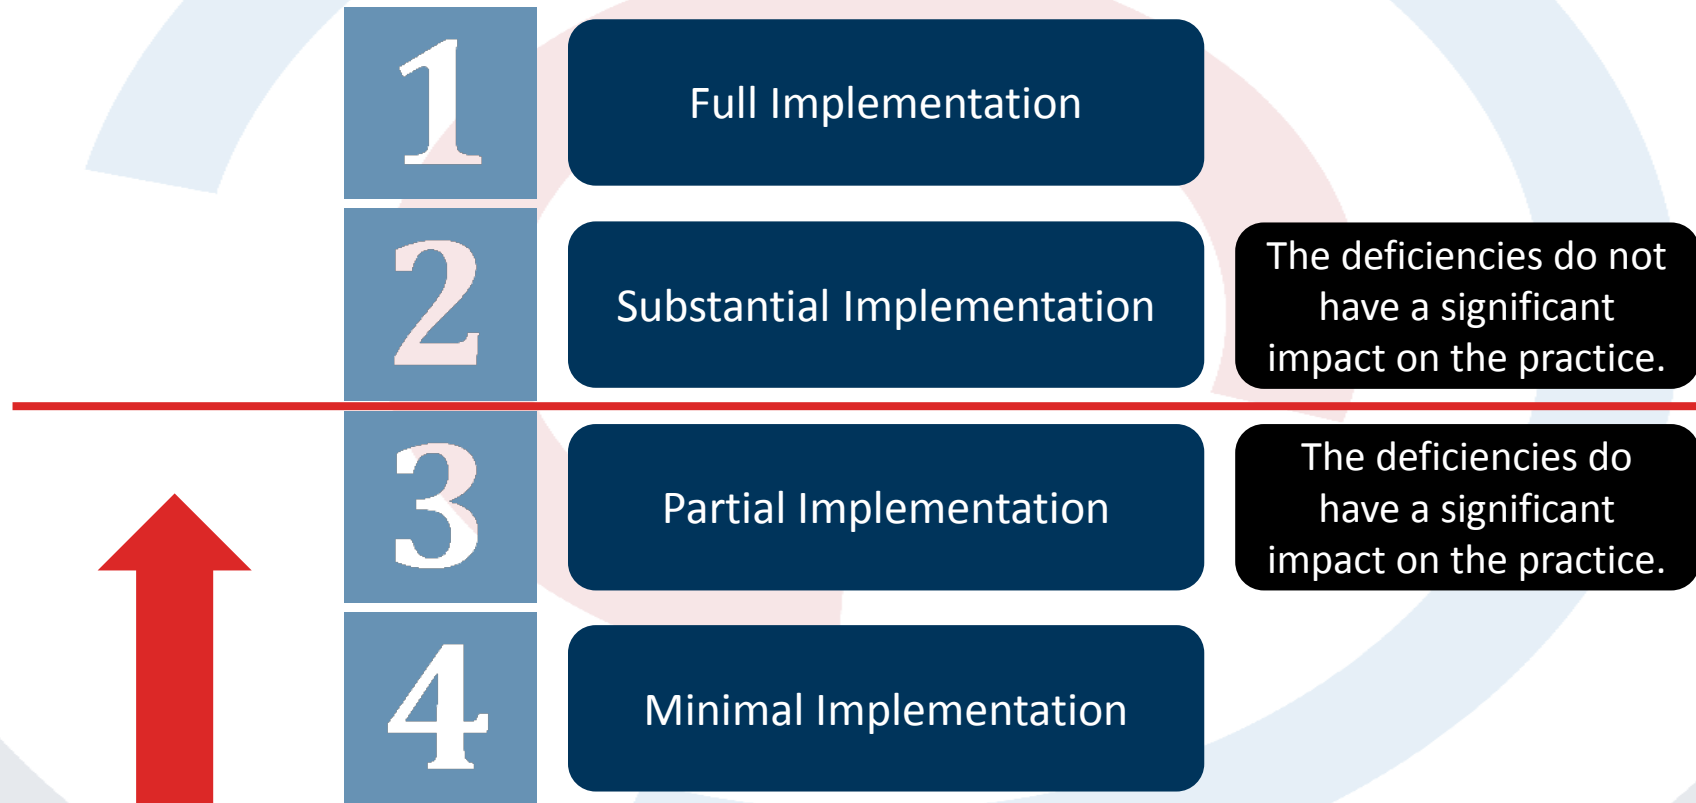 1
Full Implementation
2
Substantial Implementation
The deficiencies do not
have a significant
impact on the practice.
3
Partial Implementation
The deficiencies do
have a significant
impact on the practice.
4
Minimal Implementation